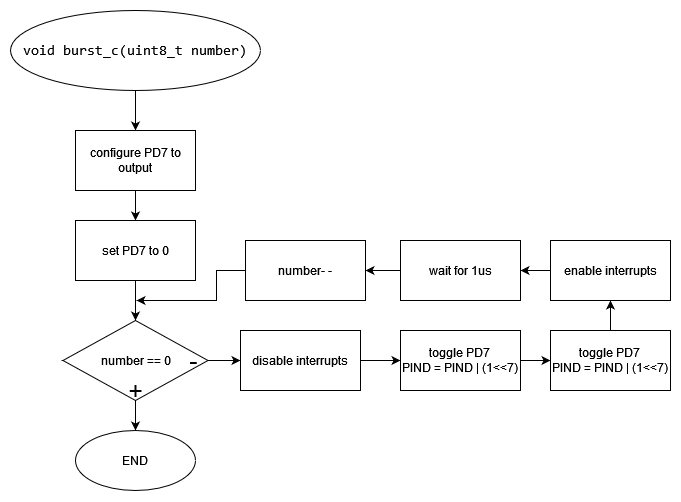 void burst_c(uint8_t number)
configure PD7 to
output
set PD7 to 0
number- -
wait for 1us
enable interrupts
number == 0
-
+
disable interrupts
toggle PD7
PIND = PIND | (1<<7)
toggle PD7
PIND = PIND | (1<<7)
END